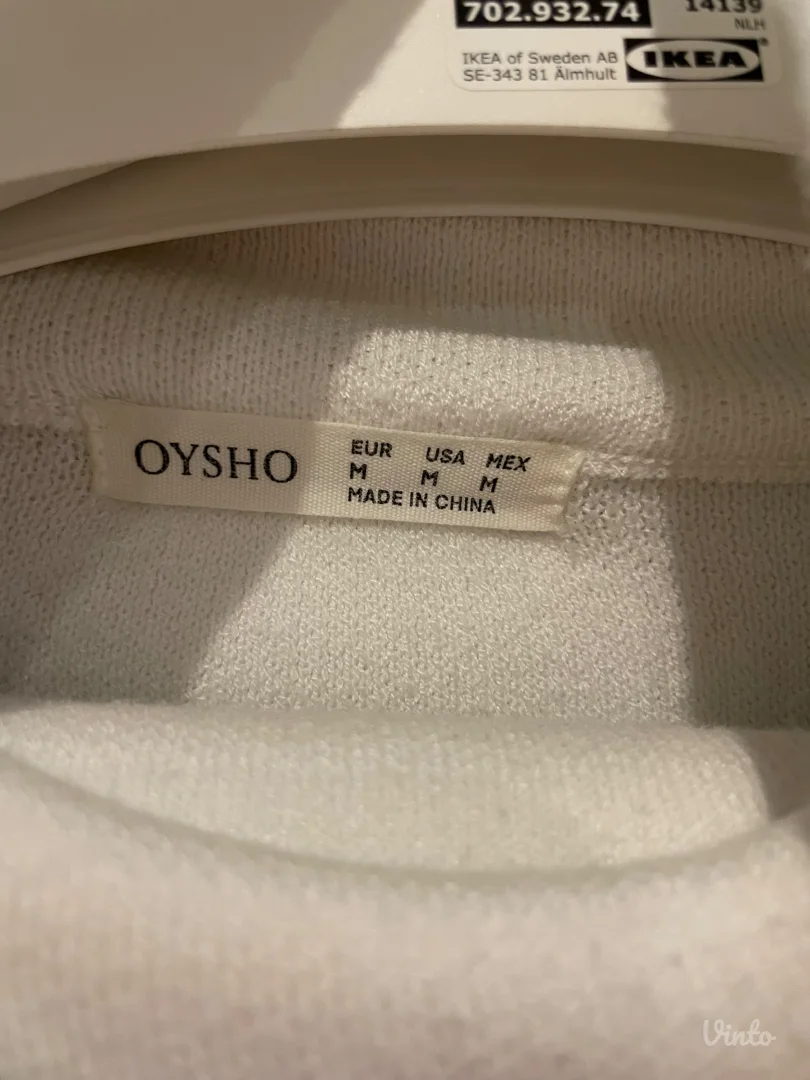 702.932.74
14139
NLH
IKEA of Sweden AB
SE-343 81 Älmhult
IKEA
OYSHO
EUR USA MEX
M M M
MADE IN CHINA
Vinto